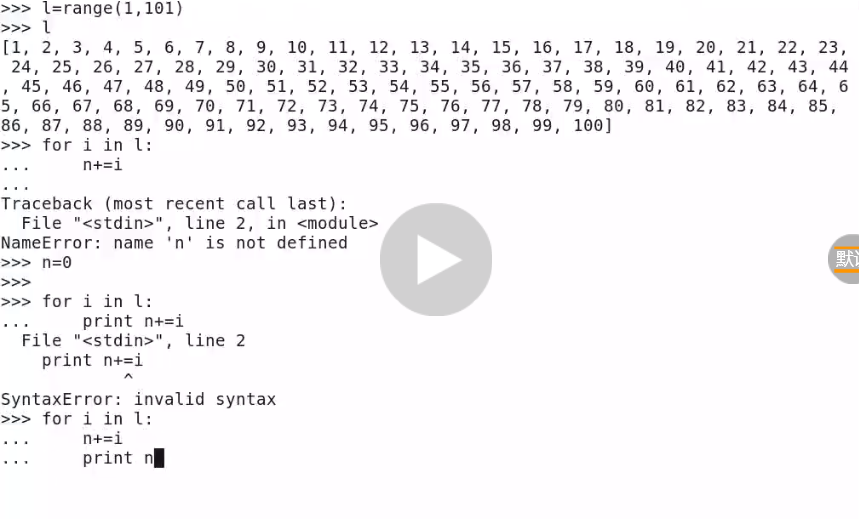 >>> l=range(1,101)
>>> l
[1, 2, 3, 4, 5, 6, 7, 8, 9, 10, 11, 12, 13, 14, 15, 16, 17, 18, 19, 20, 21, 22, 23,
 24, 25, 26, 27, 28, 29, 30, 31, 32, 33, 34, 35, 36, 37, 38, 39, 40, 41, 42, 43, 44
, 45, 46, 47, 48, 49, 50, 51, 52, 53, 54, 55, 56, 57, 58, 59, 60, 61, 62, 63, 64, 6
5, 66, 67, 68, 69, 70, 71, 72, 73, 74, 75, 76, 77, 78, 79, 80, 81, 82, 83, 84, 85,
86, 87, 88, 89, 90, 91, 92, 93, 94, 95, 96, 97, 98, 99, 100]
>>> for i in l:
...     n+=i
...
Traceback (most recent call last):
  File "<stdin>", line 2, in <module>
NameError: name 'n' is not defined
>>> n=0
>>>
>>> for i in l:
...     print n+=i
  File "<stdin>", line 2
    print n+=i
            ^
SyntaxError: invalid syntax
>>> for i in l:
...     n+=i
...     print n
默